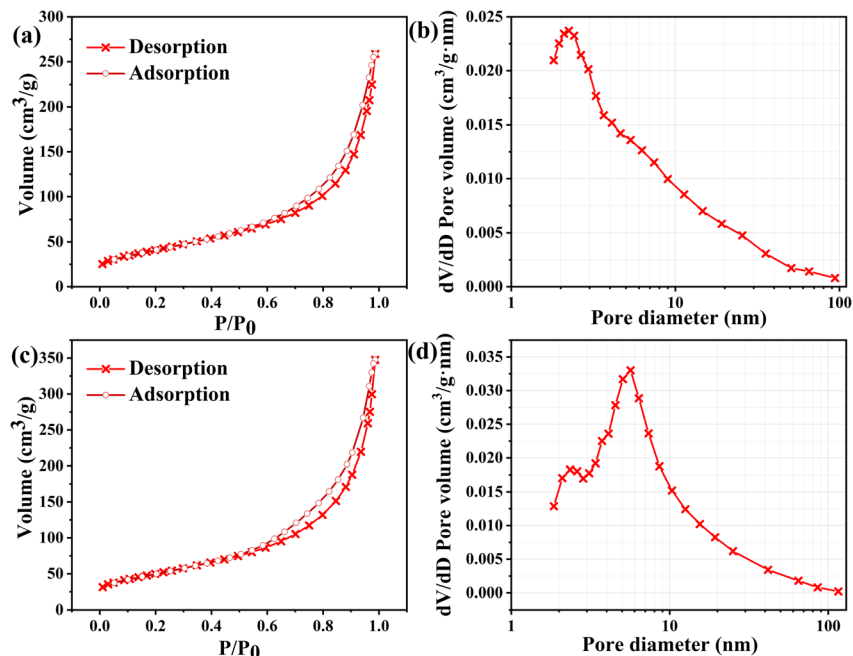 (a)
Desorption
Adsorption
Volume (cm³/g)
300
250
200
150
100
50
0
0.0 0.2 0.4 0.6 0.8 1.0
P/P₀
(b)
dV/dD Pore volume (cm³/g·nm)
0.025
0.020
0.015
0.010
0.005
0.000
1 10 100
Pore diameter (nm)
(c)
Desorption
Adsorption
Volume (cm³/g)
350
300
250
200
150
100
50
0
0.0 0.2 0.4 0.6 0.8 1.0
P/P₀
(d)
dV/dD Pore volume (cm³/g·nm)
0.035
0.030
0.025
0.020
0.015
0.010
0.005
0.000
1 10 100
Pore diameter (nm)